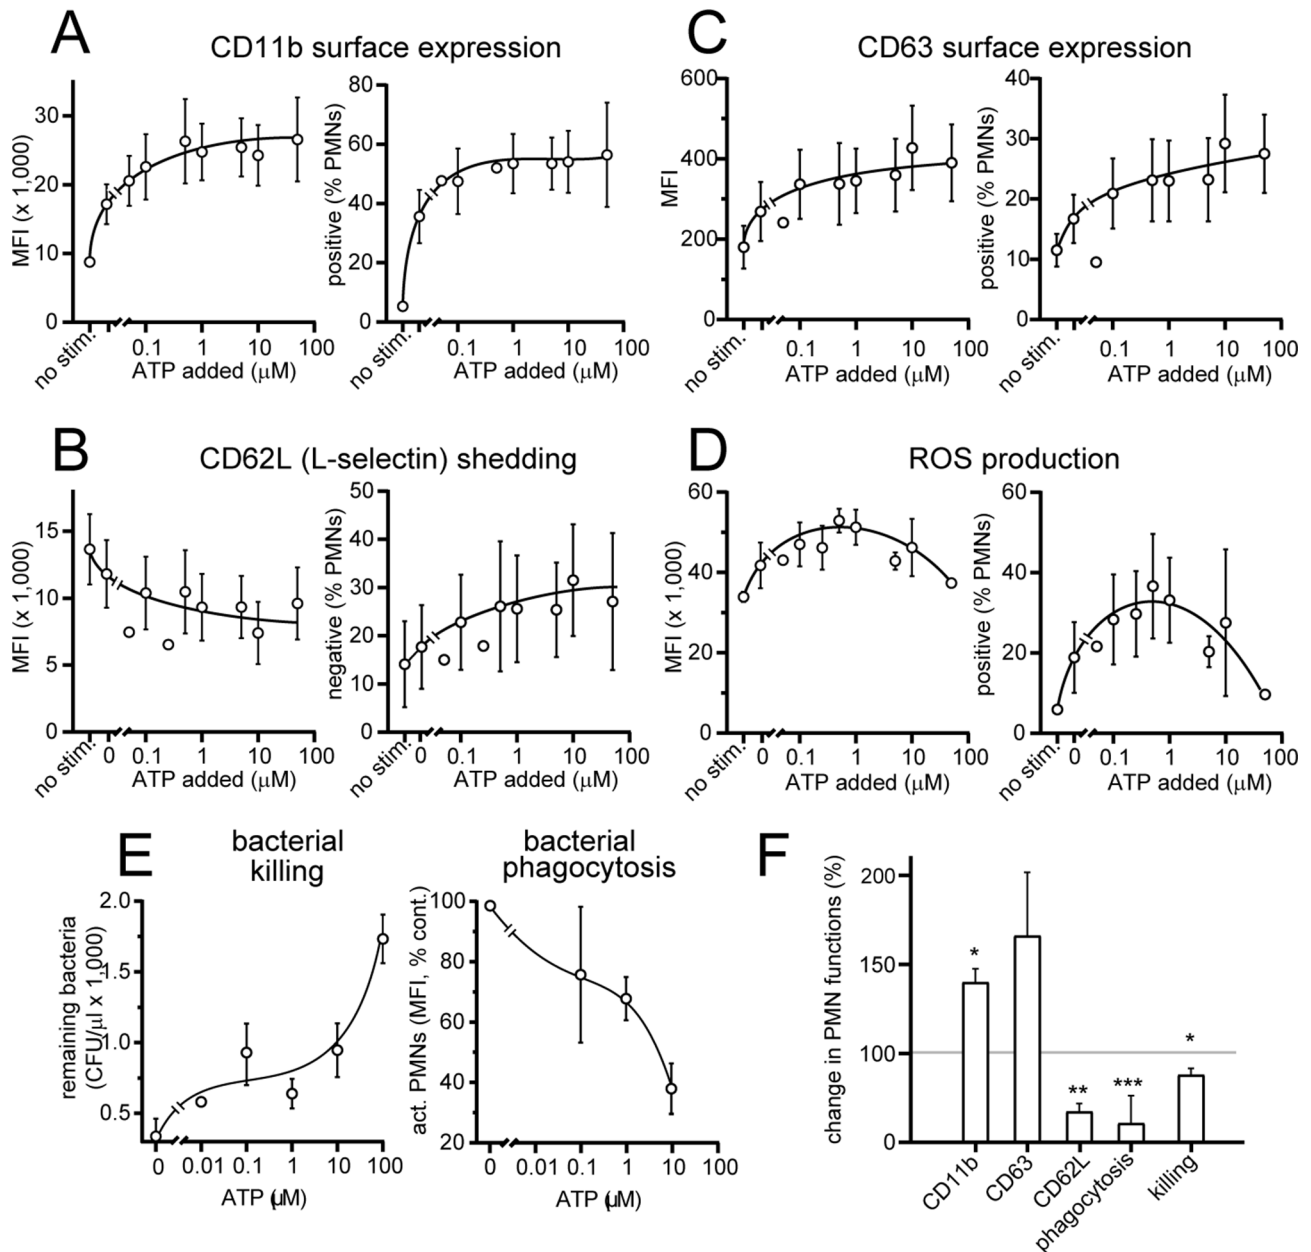 A
CD11b surface expression
MFI (x 1,000)
30
20
10
0
no stim.
0.1
1
10
100
ATP added (μM)
positive (% PMNs)
80
60
40
20
0
no stim.
0.1
1
10
100
ATP added (μM)
C
CD63 surface expression
MFI
600
400
200
0
no stim.
0.1
1
10
100
ATP added (μM)
positive (% PMNs)
40
30
20
10
0
no stim.
0.1
1
10
100
ATP added (μM)
B
CD62L (L-selectin) shedding
MFI (x 1,000)
15
10
5
0
no stim.
0
0.1
1
10
100
ATP added (μM)
negative (% PMNs)
50
40
30
20
10
0
no stim.
0
0.1
1
10
100
ATP added (μM)
D
ROS production
MFI (x 1,000)
60
40
20
0
no stim.
0
0.1
1
10
100
ATP added (μM)
positive (% PMNs)
60
40
20
0
no stim.
0
0.1
1
10
100
ATP added (μM)
E
bacterial
killing
remaining bacteria
(CFU/μl x 1,000)
2.0
1.5
1.0
0.5
0
0.01
0.1
1
10
100
ATP (μM)
bacterial
phagocytosis
act. PMNs (MFI, % cont.)
100
80
60
40
20
0
0.01
0.1
1
10
100
ATP (μM)
F
change in PMN functions (%)
200
150
100
0
*
**
***
*
CD11b
CD63
CD62L
phagocytosis
killing